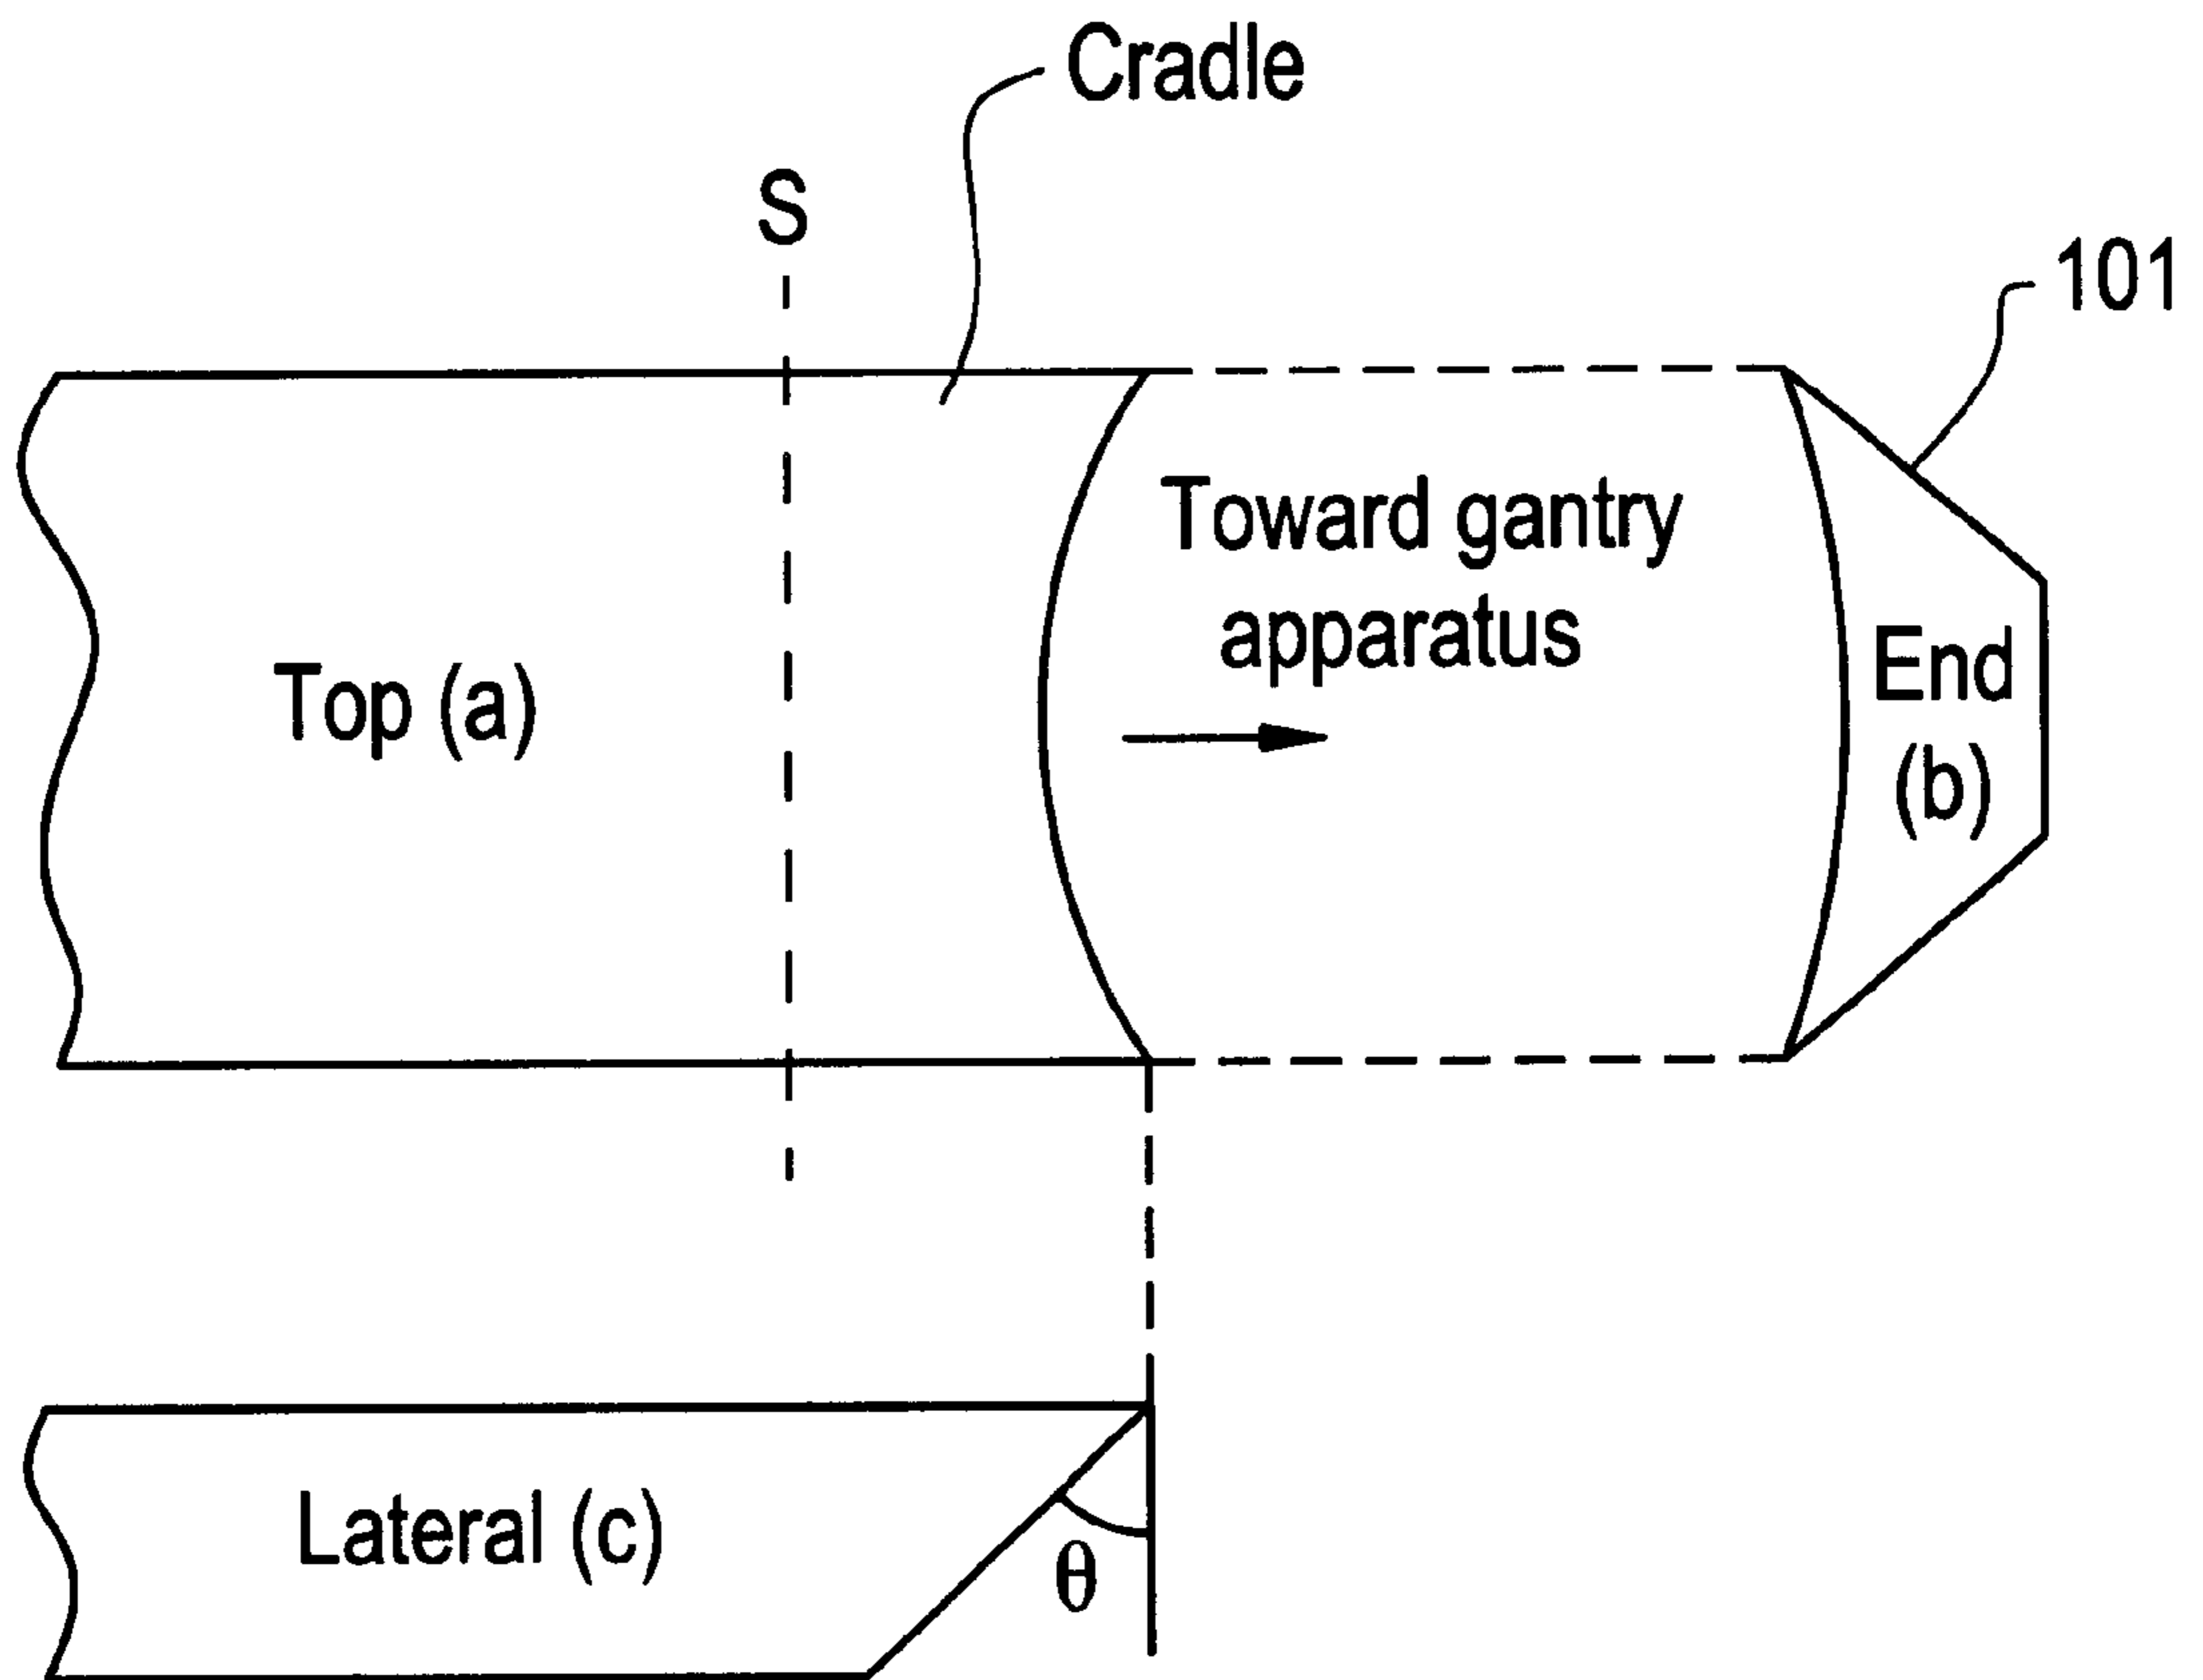 Cradle
S
101
Toward gantry
apparatus
Top (a)
End
(b)
Lateral (c)
θ